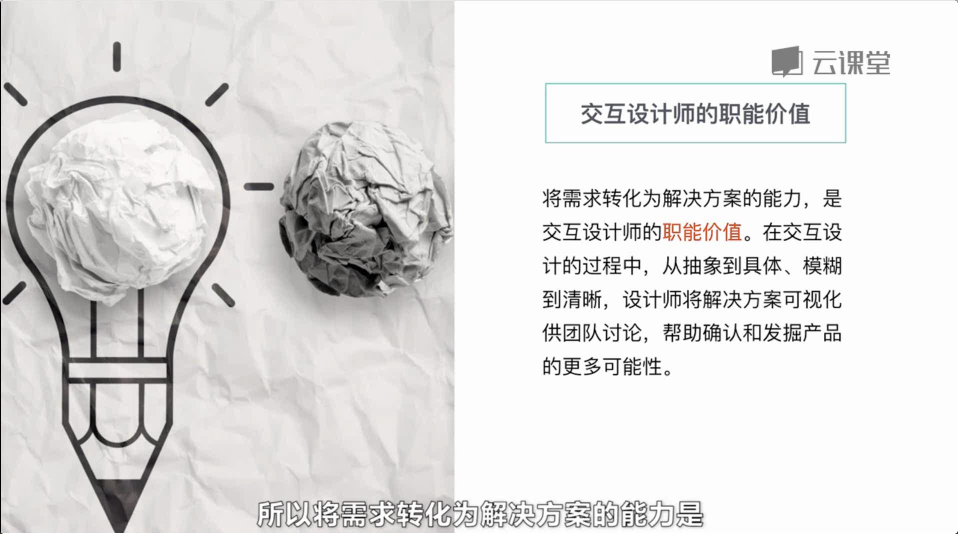 云课堂
交互设计师的职能价值
将需求转化为解决方案的能力，是
交互设计师的职能价值。在交互设
计的过程中，从抽象到具体、模糊
到清晰，设计师将解决方案可视化
供团队讨论，帮助确认和发掘产品
的更多可能性。
所以将需求转化为解决方案的能力是